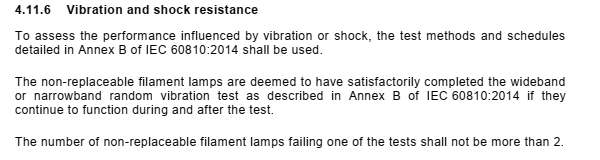 4.11.6 Vibration and shock resistance
To assess the performance influenced by vibration or shock, the test methods and schedules
detailed in Annex B of IEC 60810:2014 shall be used.
The non-replaceable filament lamps are deemed to have satisfactorily completed the wideband
or narrowband random vibration test as described in Annex B of IEC 60810:2014 if they
continue to function during and after the test.
The number of non-replaceable filament lamps failing one of the tests shall not be more than 2.